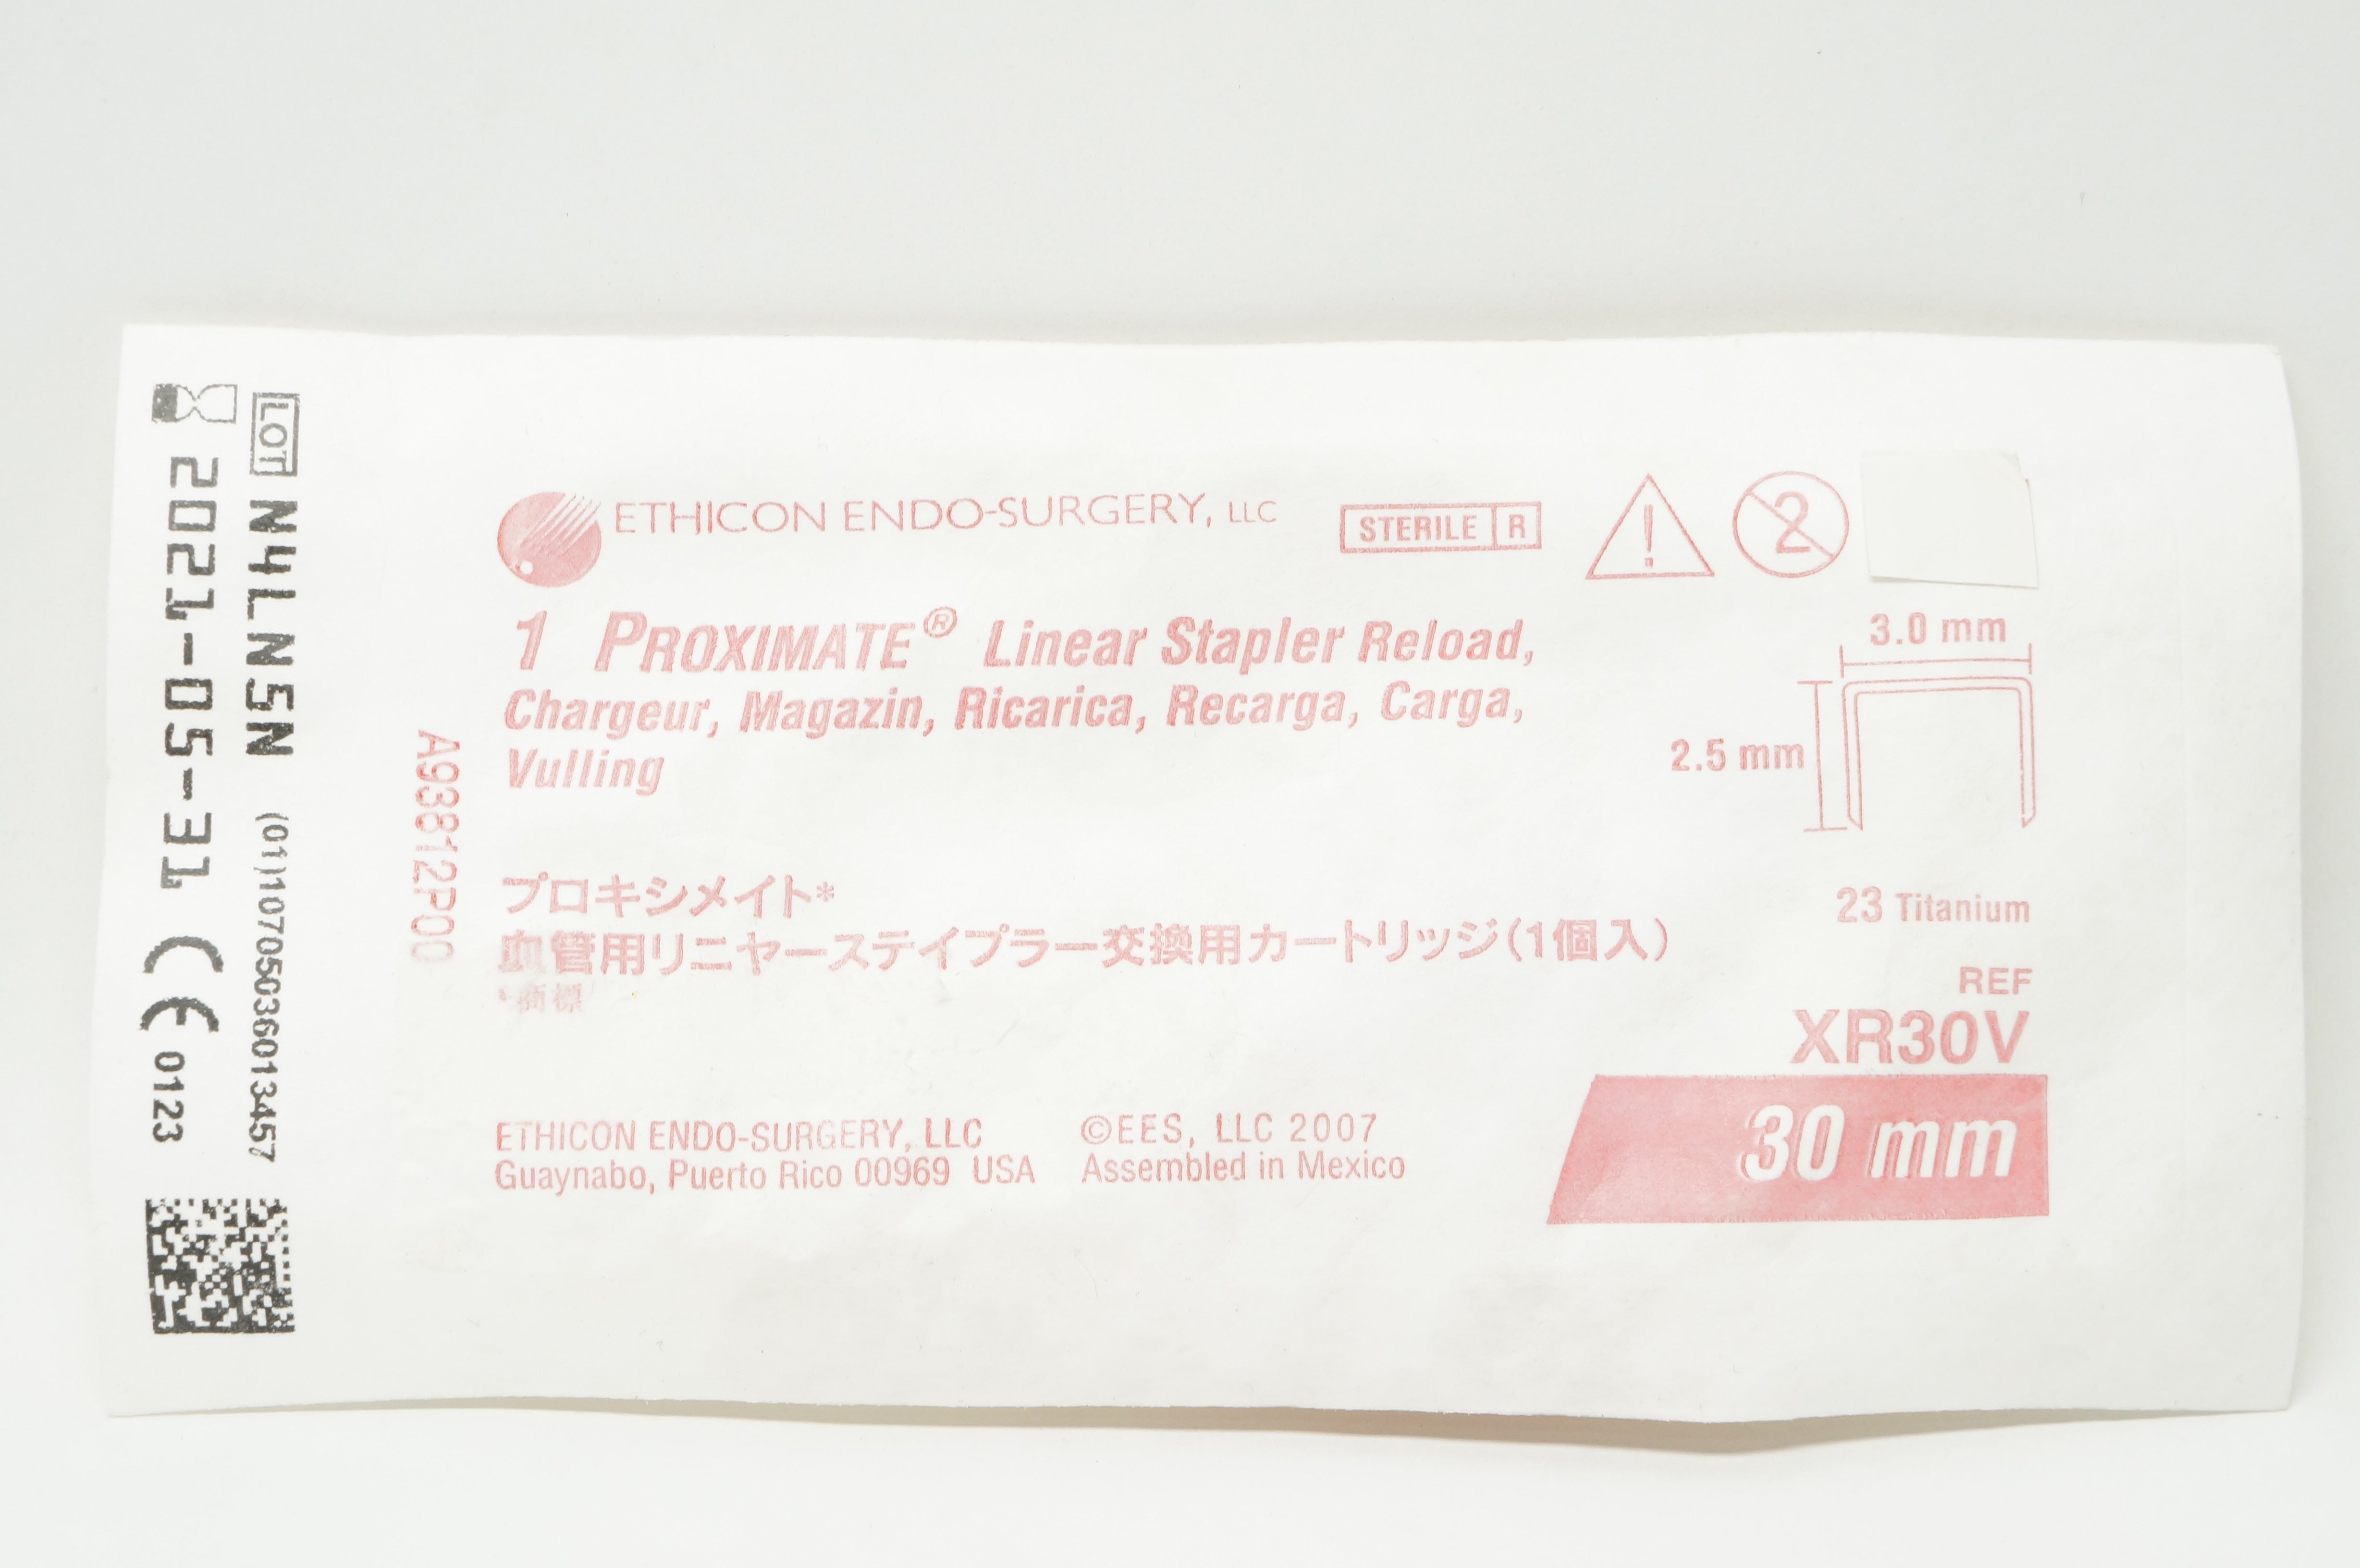 LOT N4LN5N (01)10705036013457
2021-05-31 CE 0123
A93812P00
ETHICON ENDO-SURGERY, LLC
STERILE R
!
2
1 PROXIMATE® Linear Stapler Reload,
Chargeur, Magazin, Ricarica, Recarga, Carga,
Vulling
3.0 mm
2.5 mm
プロキシメイト*
血管用リニヤーステイプラー交換用カートリッジ(1個入)
*商標
23 Titanium
REF
XR30V
30 mm
ETHICON ENDO-SURGERY, LLC
Guaynabo, Puerto Rico 00969 USA
©EES, LLC 2007
Assembled in Mexico